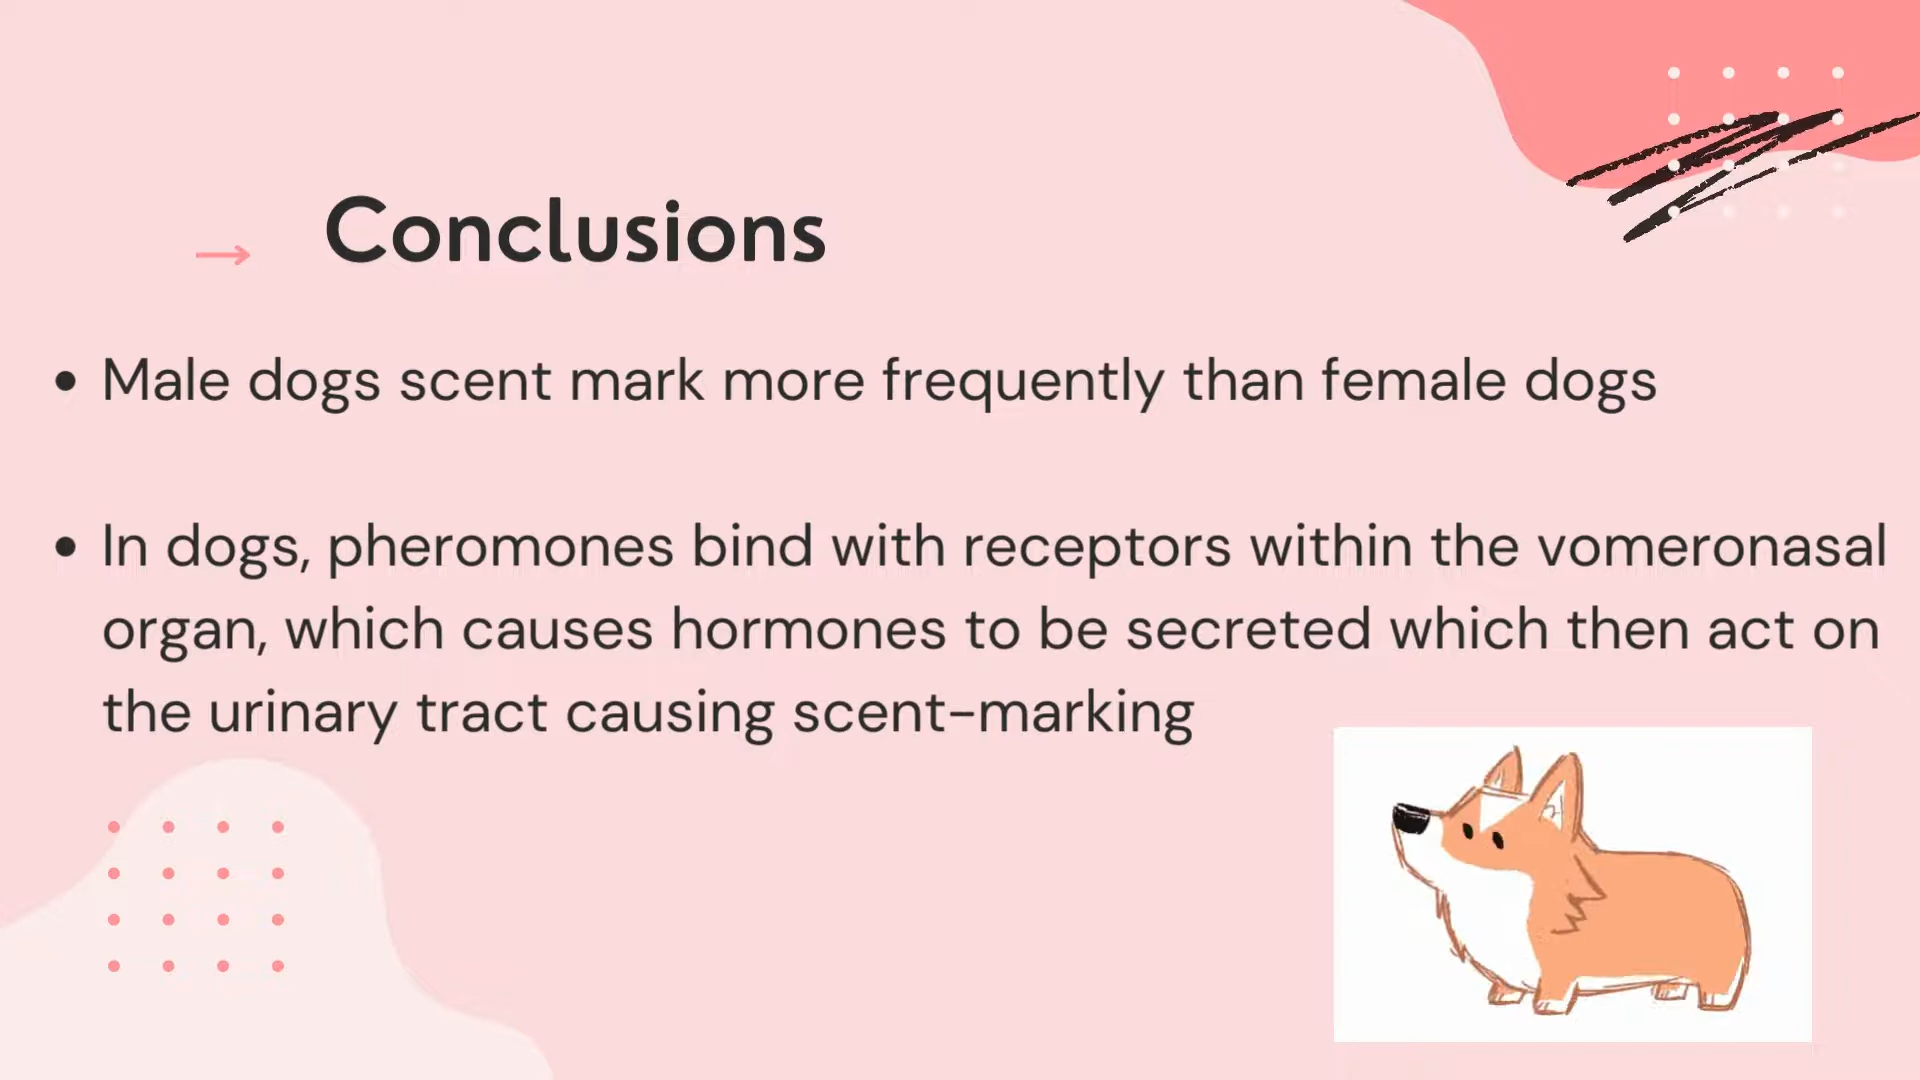 Conclusions
• Male dogs scent mark more frequently than female dogs
• In dogs, pheromones bind with receptors within the vomeronasal
organ, which causes hormones to be secreted which then act on
the urinary tract causing scent-marking